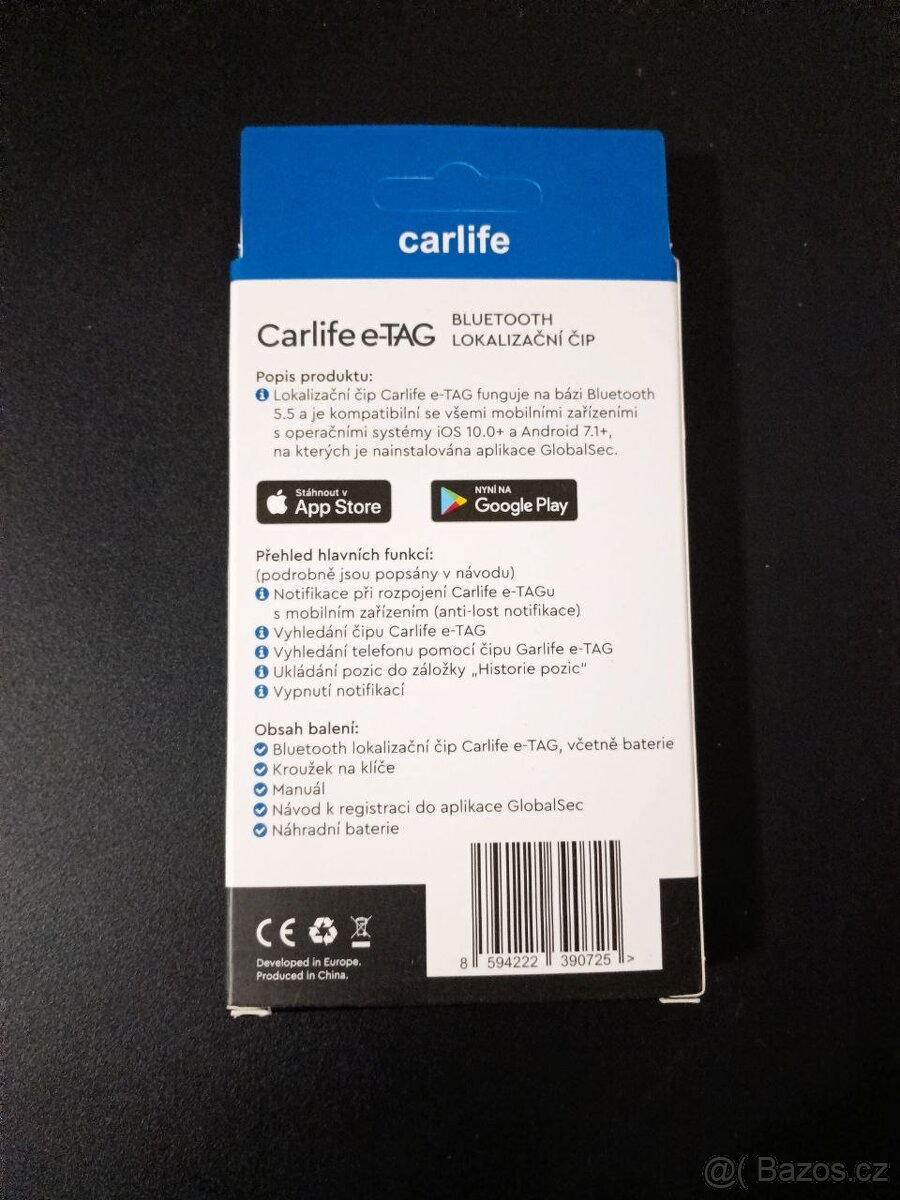 carlife
Carlife e-TAG
BLUETOOTH
LOKALIZAČNÍ ČIP
Popis produktu:
Lokalizační čip Carlife e-TAG funguje na bázi Bluetooth
5.5 a je kompatibilní se všemi mobilními zařízeními
s operačními systémy iOS 10.0+ a Android 7.1+,
na kterých je nainstalována aplikace GlobalSec.
Stáhnout v
App Store
NYNÍ NA
Google Play
Přehled hlavních funkcí:
(podrobně jsou popsány v návodu)
Notifikace při rozpojení Carlife e-TAGu
s mobilním zařízením (anti-lost notifikace)
Vyhledání čipu Carlife e-TAG
Vyhledání telefonu pomocí čipu Garlife e-TAG
Ukládání pozic do záložky „Historie pozic“
Vypnutí notifikací
Obsah balení:
Bluetooth lokalizační čip Carlife e-TAG, včetně baterie
Kroužek na klíče
Manuál
Návod k registraci do aplikace GlobalSec
Náhradní baterie
CE
Developed in Europe.
Produced in China.
8 594222 390725 >
@( Bazos.cz